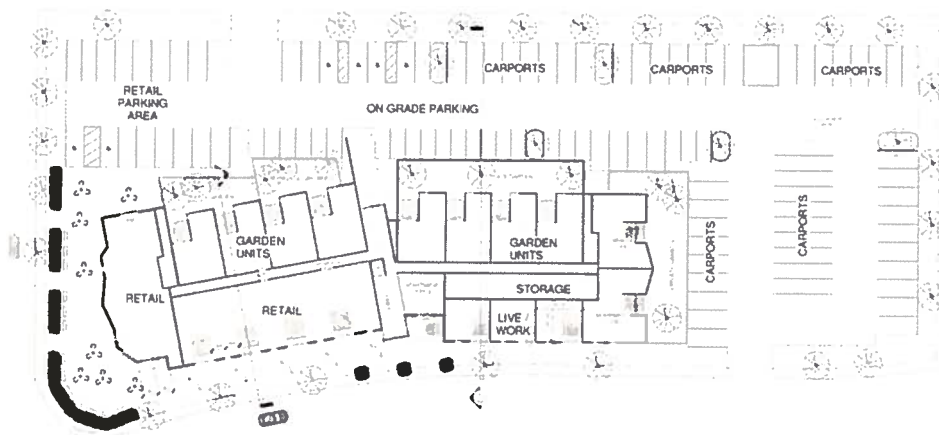 CARPORTS
CARPORTS
CARPORTS
RETAIL
PARKING
AREA
ON GRADE PARKING
GARDEN
UNITS
GARDEN
UNITS
CARPORTS
CARPORTS
RETAIL
RETAIL
STORAGE
LIVE /
WORK